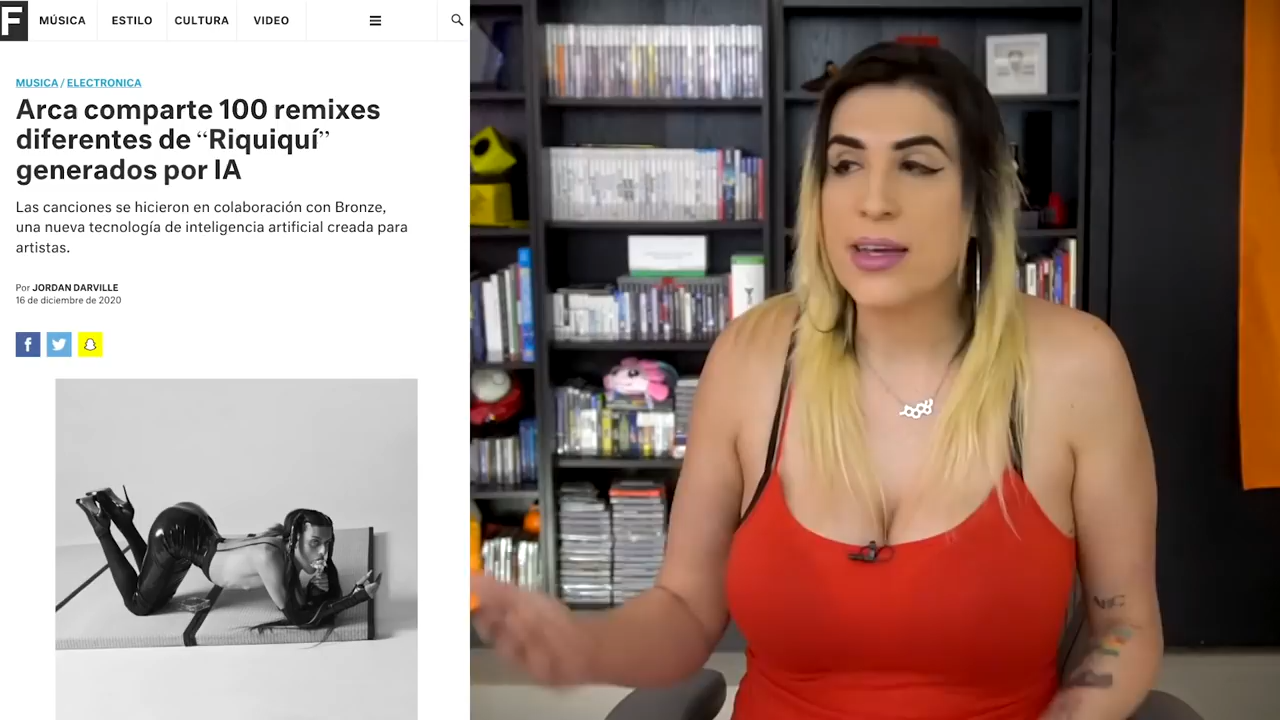 F
MÚSICA
ESTILO
CULTURA
VIDEO
MUSICA / ELECTRONICA
Arca comparte 100 remixes
diferentes de “Riquiquí”
generados por IA
Las canciones se hicieron en colaboración con Bronze,
una nueva tecnología de inteligencia artificial creada para
artistas.
Por JORDAN DARVILLE
16 de diciembre de 2020